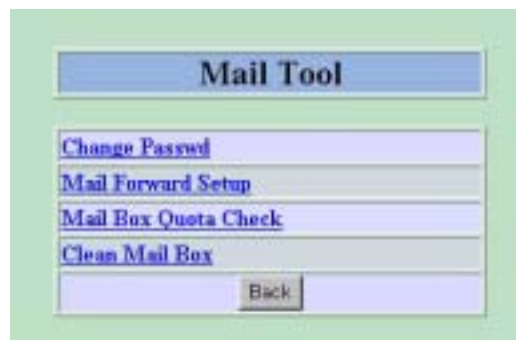 Mail Tool
Change Passwd
Mail Forward Setup
Mail Box Quota Check
Clean Mail Box
Back